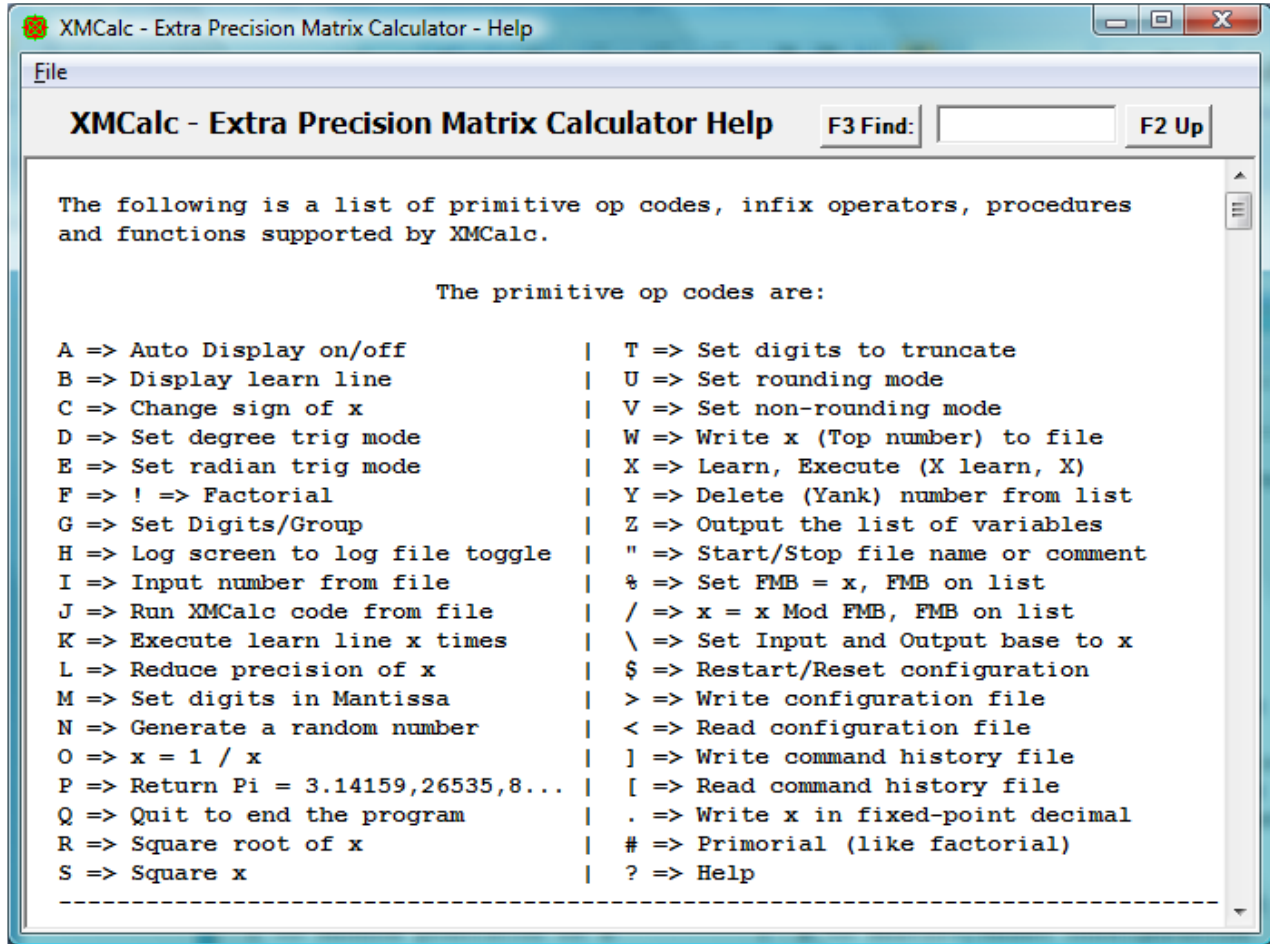 XMCalc - Extra Precision Matrix Calculator - Help
File
XMCalc - Extra Precision Matrix Calculator Help F3 Find: F2 Up
The following is a list of primitive op codes, infix operators, procedures
and functions supported by XMCalc.
The primitive op codes are:
A => Auto Display on/off | T => Set digits to truncate
B => Display learn line | U => Set rounding mode
C => Change sign of x | V => Set non-rounding mode
D => Set degree trig mode | W => Write x (Top number) to file
E => Set radian trig mode | X => Learn, Execute (X learn, X)
F => ! => Factorial | Y => Delete (Yank) number from list
G => Set Digits/Group | Z => Output the list of variables
H => Log screen to log file toggle | " => Start/Stop file name or comment
I => Input number from file | % => Set FMB = x, FMB on list
J => Run XMCalc code from file | / => x = x Mod FMB, FMB on list
K => Execute learn line x times | \ => Set Input and Output base to x
L => Reduce precision of x | $ => Restart/Reset configuration
M => Set digits in Mantissa | > => Write configuration file
N => Generate a random number | < => Read configuration file
O => x = 1 / x | ] => Write command history file
P => Return Pi = 3.14159,26535,8... | [ => Read command history file
Q => Quit to end the program | . => Write x in fixed-point decimal
R => Square root of x | # => Primorial (like factorial)
S => Square x | ? => Help
--------------------------------------------------------------------------------